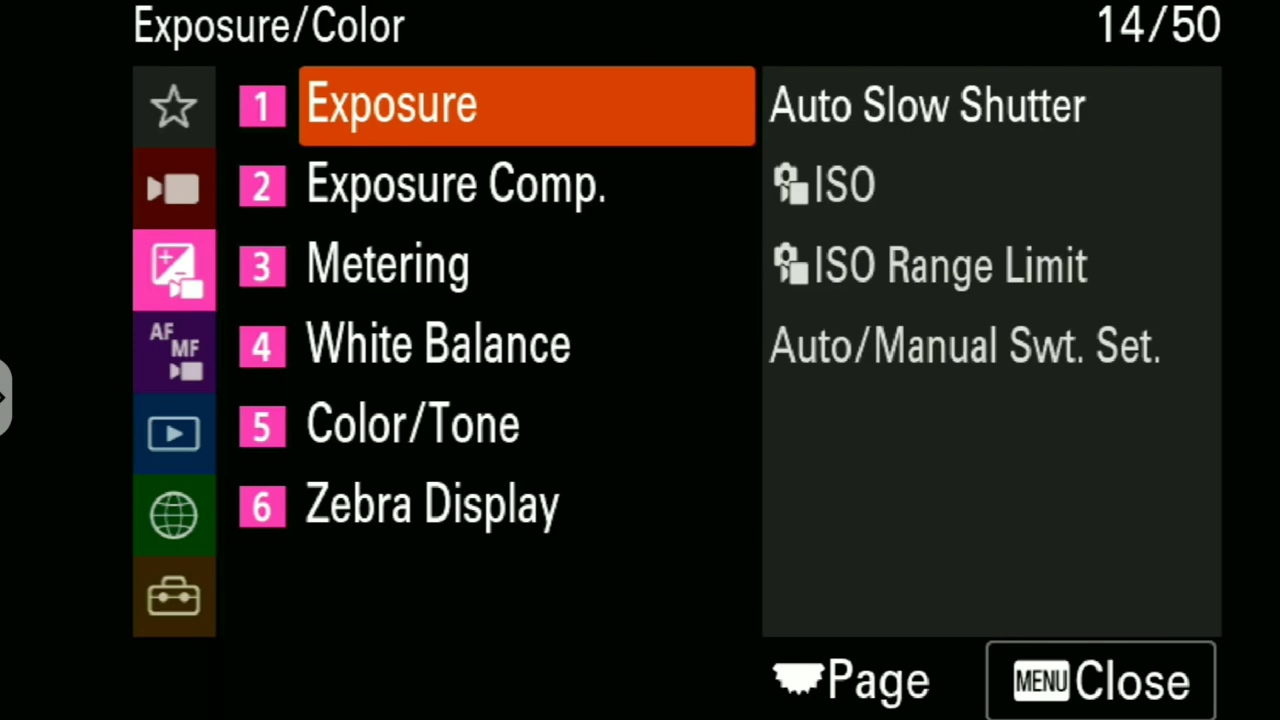 Exposure/Color
14/50
1 Exposure
2 Exposure Comp.
3 Metering
4 White Balance
5 Color/Tone
6 Zebra Display
AF
MF
Auto Slow Shutter
ISO
ISO Range Limit
Auto/Manual Swt. Set.
Page
MENU Close